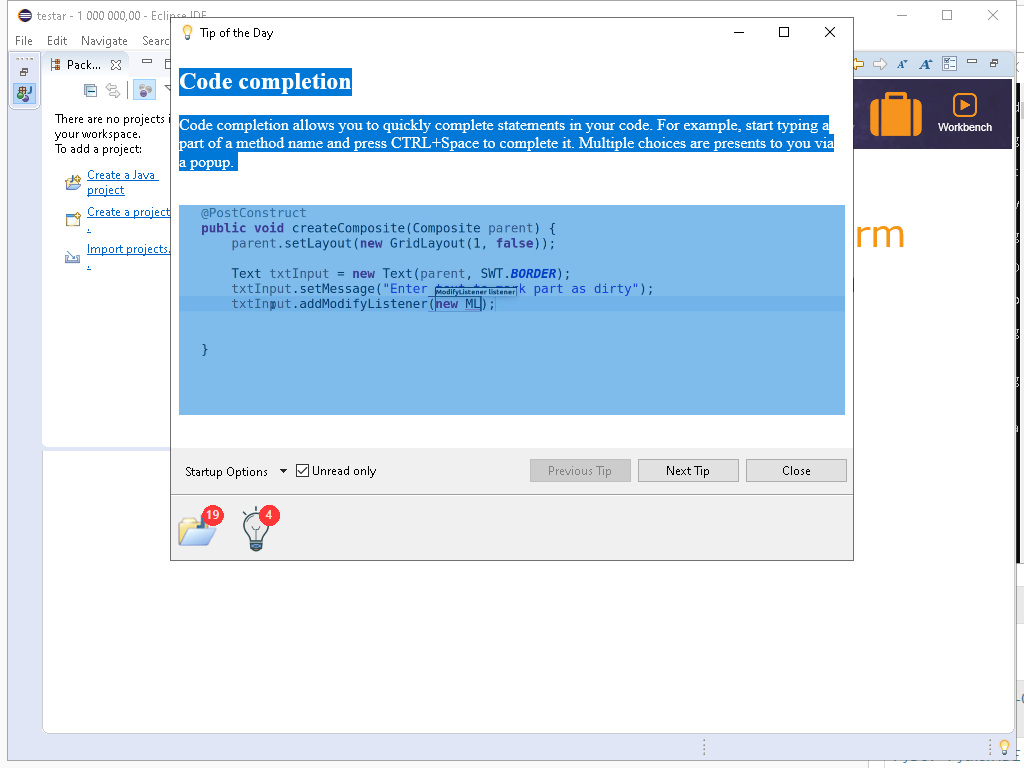 testar - 1 000 000,00 - Eclipse IDE
Tip of the Day
File Edit Navigate Searc
Pack...
Code completion
There are no projects i
your workspace.
To add a project:
Code completion allows you to quickly complete statements in your code. For example, start typing a
part of a method name and press CTRL+Space to complete it. Multiple choices are presents to you via
a popup.
Workbench
Create a Java
project
Create a project
.
Import projects.
.
rm
@PostConstruct
public void createComposite(Composite parent) {
parent.setLayout(new GridLayout(1, false));
Text txtInput = new Text(parent, SWT.BORDER);
txtInput.setMessage("Enter text to mark part as dirty");
ModifyListener listener
txtInput.addModifyListener(new ML);
}
Startup Options
Unread only
Previous Tip
Next Tip
Close
19
4